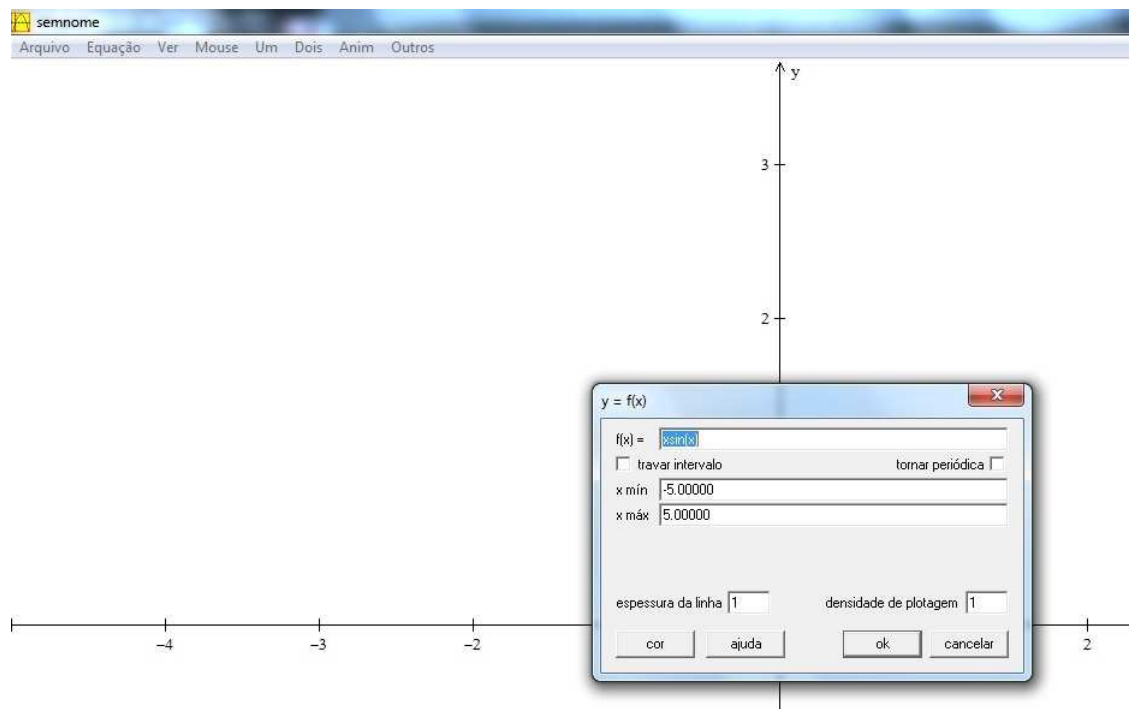 semnome
Arquivo Equação Ver Mouse Um Dois Anim Outros
y
3
2
y = f(x)
x
f(x) = xsin(x)
travar intervalo tornar periódica
x mín -5.00000
x máx 5.00000
espessura da linha 1 densidade de plotagem 1
cor ajuda ok cancelar
-4 -3 -2 2